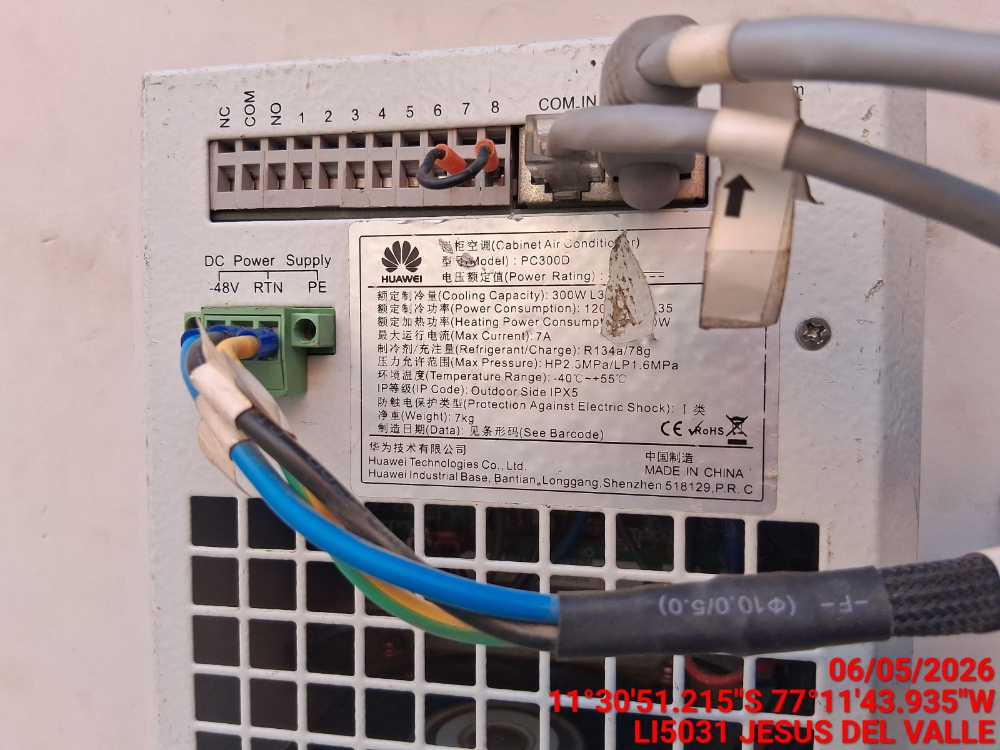 NC COM NO 1 2 3 4 5 6 7 8 COM-IN
DC Power Supply
-48V RTN PE
HUAWEI
柜空调(Cabinet Air Conditioner)
型号(Model) : PC300D
电压额定值(Power Rating) :
额定制冷量(Cooling Capacity): 300W L3
额定制冷功率(Power Consumption): 120 35
额定加热功率(Heating Power Consumpt 0W
最大运行电流(Max Current): 7A
制冷剂/充注量(Refrigerant/Charge): R134a/78g
压力允许范围(Max Pressure): HP2.3MPa/LP1.6MPa
环境温度(Temperature Range): -40℃~+55℃
IP等级(IP Code): Outdoor Side IPX5
防触电保护类型(Protection Against Electric Shock): I 类
净重(Weight): 7kg
制造日期(Data): 见条形码(See Barcode)
CE RoHS
华为技术有限公司
Huawei Technologies Co., Ltd.
Huawei Industrial Base, Bantian, Longgang, Shenzhen 518129, P.R. C
中国制造
MADE IN CHINA
-F- (Φ10.0/5.0)
06/05/2026
11°30'51.215"S 77°11'43.935"W
LI5031 JESUS DEL VALLE